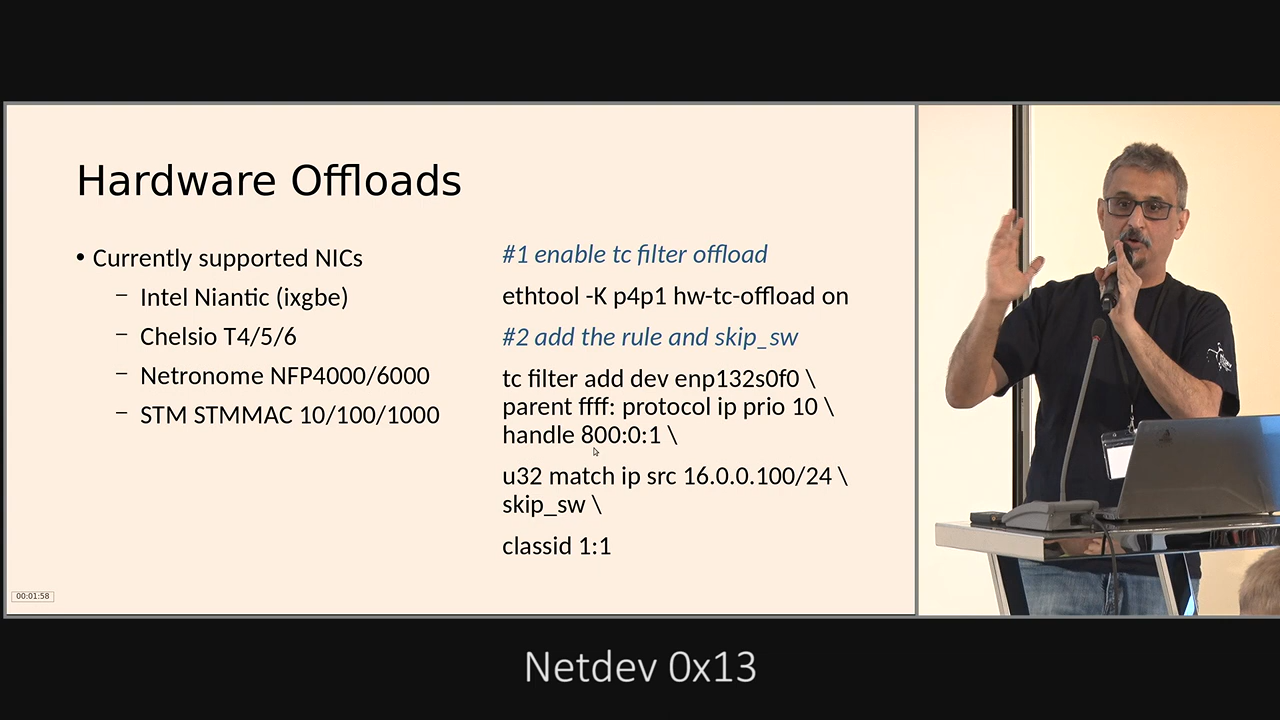 Hardware Offloads
• Currently supported NICs
– Intel Niantic (ixgbe)
– Chelsio T4/5/6
– Netronome NFP4000/6000
– STM STMMAC 10/100/1000
#1 enable tc filter offload
ethtool -K p4p1 hw-tc-offload on
#2 add the rule and skip_sw
tc filter add dev enp132s0f0 \
parent ffff: protocol ip prio 10 \
handle 800:0:1 \
u32 match ip src 16.0.0.100/24 \
skip_sw \
classid 1:1
00:01:58
Netdev 0x13